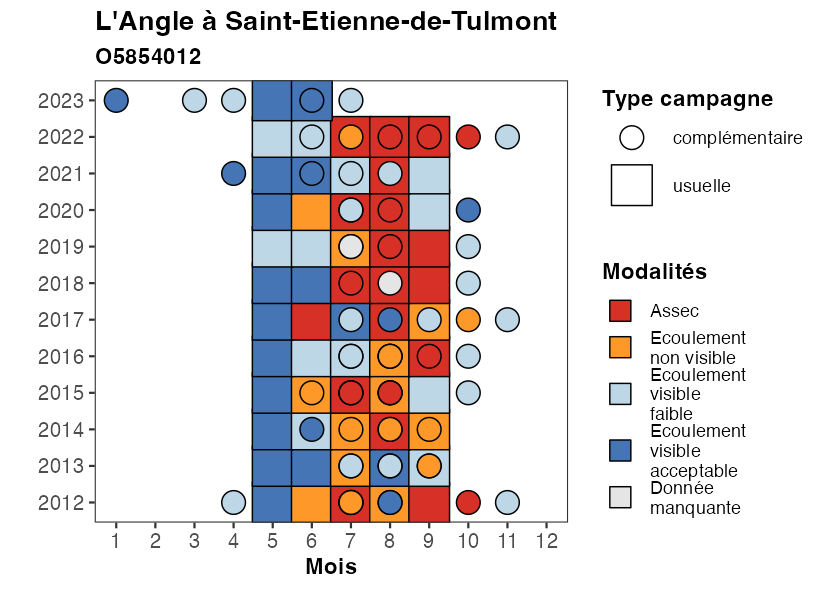 L'Angle à Saint-Etienne-de-Tulmont
O5854012
2023
2022
2021
2020
2019
2018
2017
2016
2015
2014
2013
2012
1 2 3 4 5 6 7 8 9 10 11 12
Mois
Type campagne
complémentaire
usuelle
Modalités
Assec
Ecoulement
non visible
Ecoulement
visible
faible
Ecoulement
visible
acceptable
Donnée
manquante